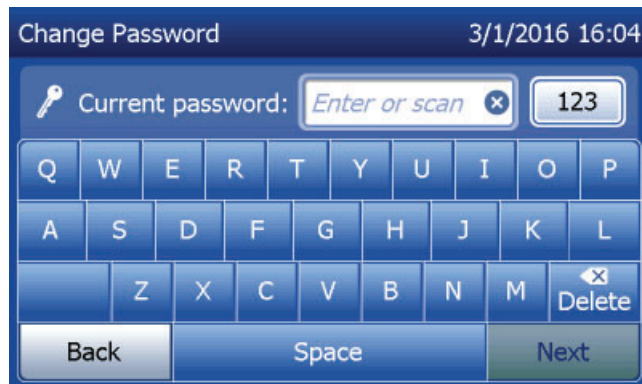 Change Password 3/1/2016 16:04
Current password: Enter or scan 123
Q W E R T Y U I O P
A S D F G H J K L
Z X C V B N M Delete
Back Space Next